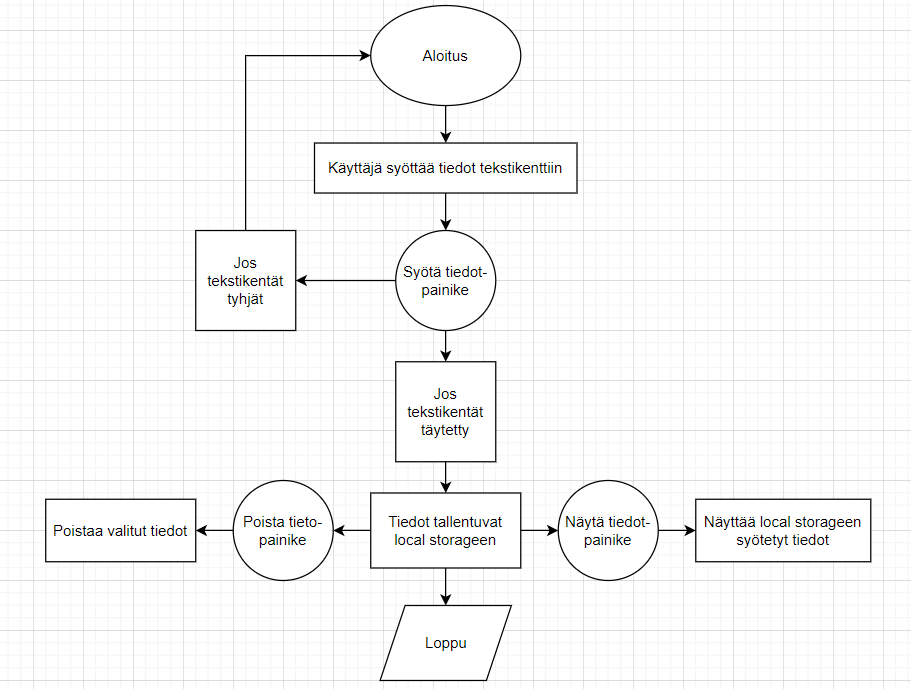 Aloitus
Käyttäjä syöttää tiedot tekstikenttiin
Jos
tekstikentät
tyhjät
Syötä tiedot-
painike
Jos
tekstikentät
täytetty
Poistaa valitut tiedot
Poista tieto-
painike
Tiedot tallentuvat
local storageen
Näytä tiedot-
painike
Näyttää local storageen
syötetyt tiedot
Loppu